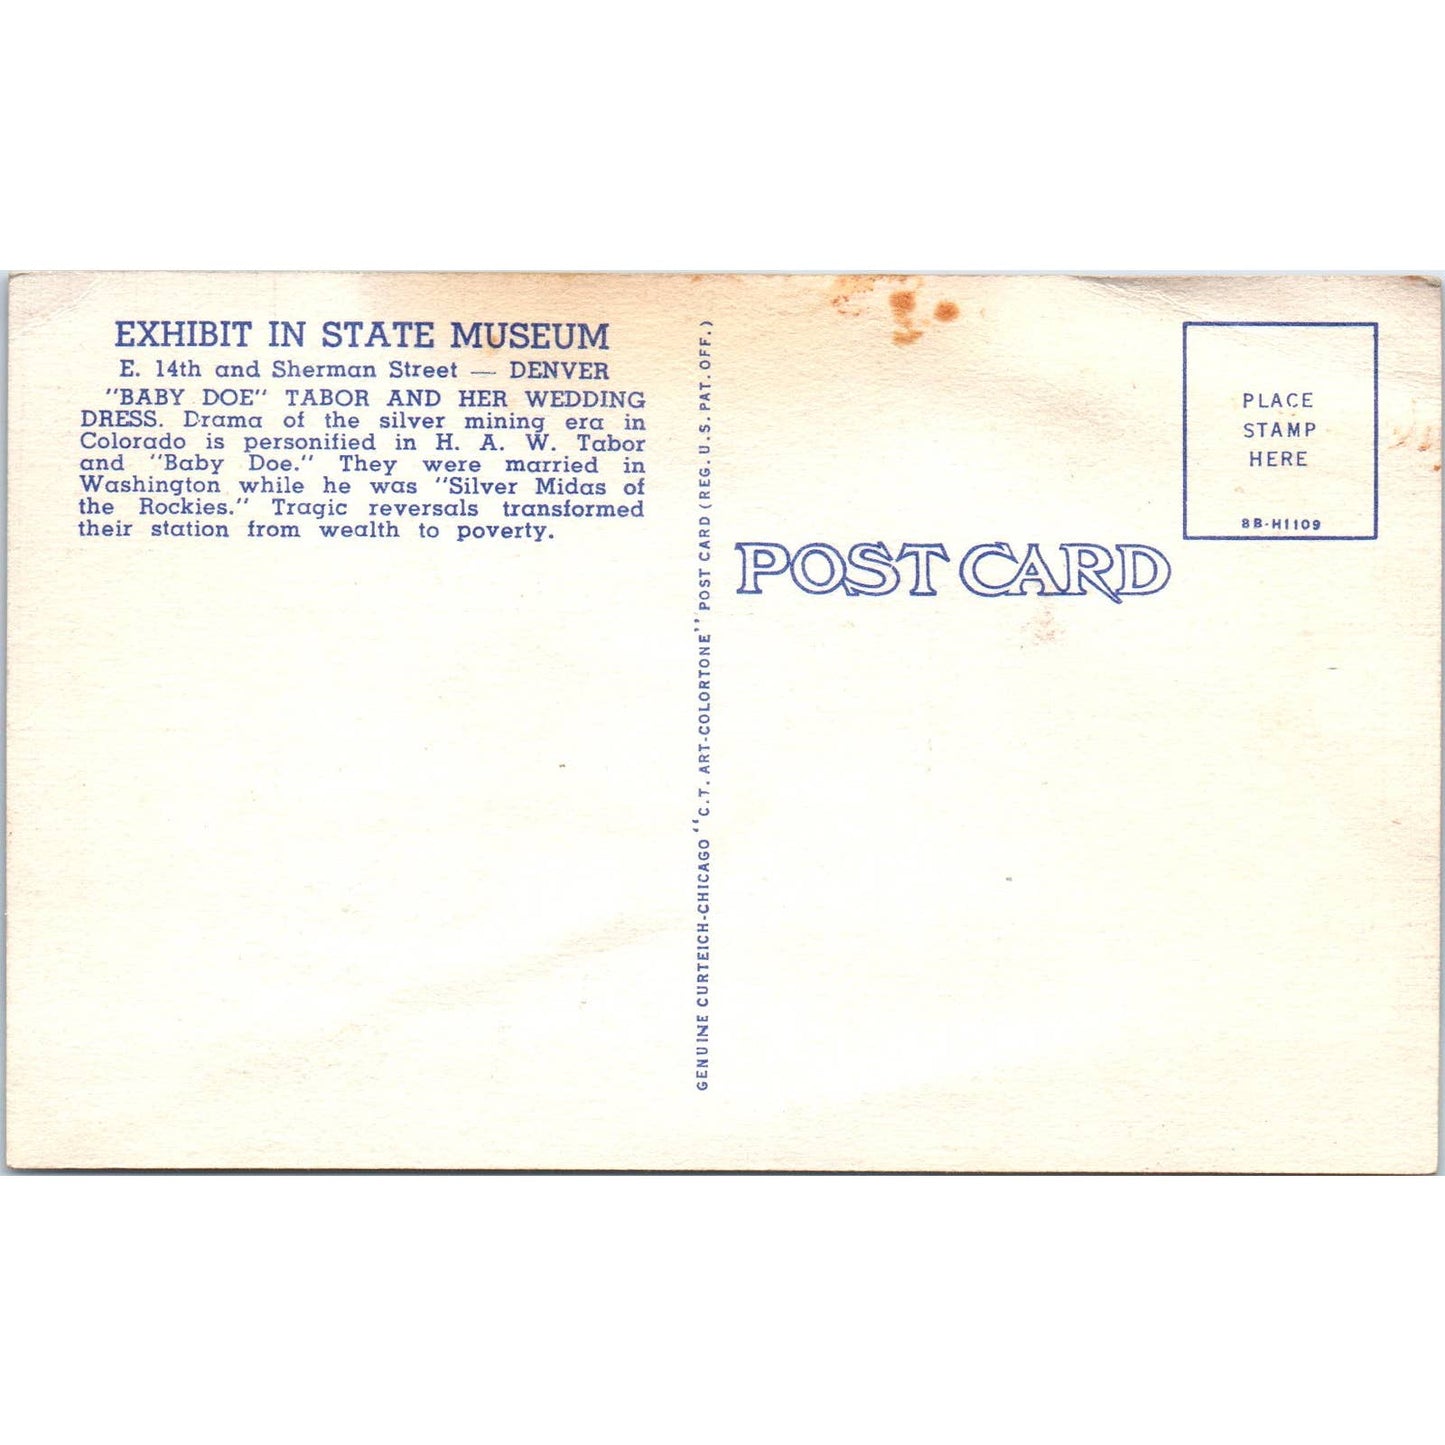 EXHIBIT IN STATE MUSEUM
E. 14th and Sherman Street — DENVER
"BABY DOE" TABOR AND HER WEDDING
DRESS. Drama of the silver mining era in
Colorado is personified in H. A. W. Tabor
and "Baby Doe." They were married in
Washington while he was "Silver Midas of
the Rockies." Tragic reversals transformed
their station from wealth to poverty.
GENUINE CURTEICH-CHICAGO "C.T. ART-COLORTONE" POST CARD (REG. U.S. PAT. OFF.)
POST CARD
PLACE
STAMP
HERE
8B-H1109